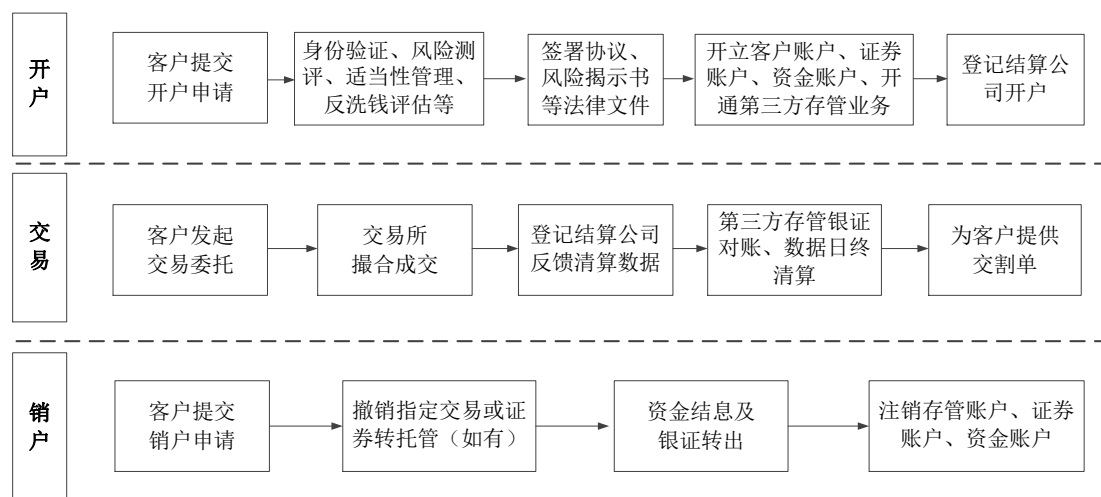 开
户
客户提交
开户申请
身份验证、风险测
评、适当性管理、
反洗钱评估等
签署协议、
风险揭示书
等法律文件
开立客户账户、证券
账户、资金账户、开
通第三方存管业务
登记结算公
司开户
交
易
客户发起
交易委托
交易所
撮合成交
登记结算公司
反馈清算数据
第三方存管银证
对账、数据日终
清算
为客户提供
交割单
销
户
客户提交
销户申请
撤销指定交易或证
券转托管（如有）
资金结息及
银证转出
注销存管账户、证券
账户、资金账户